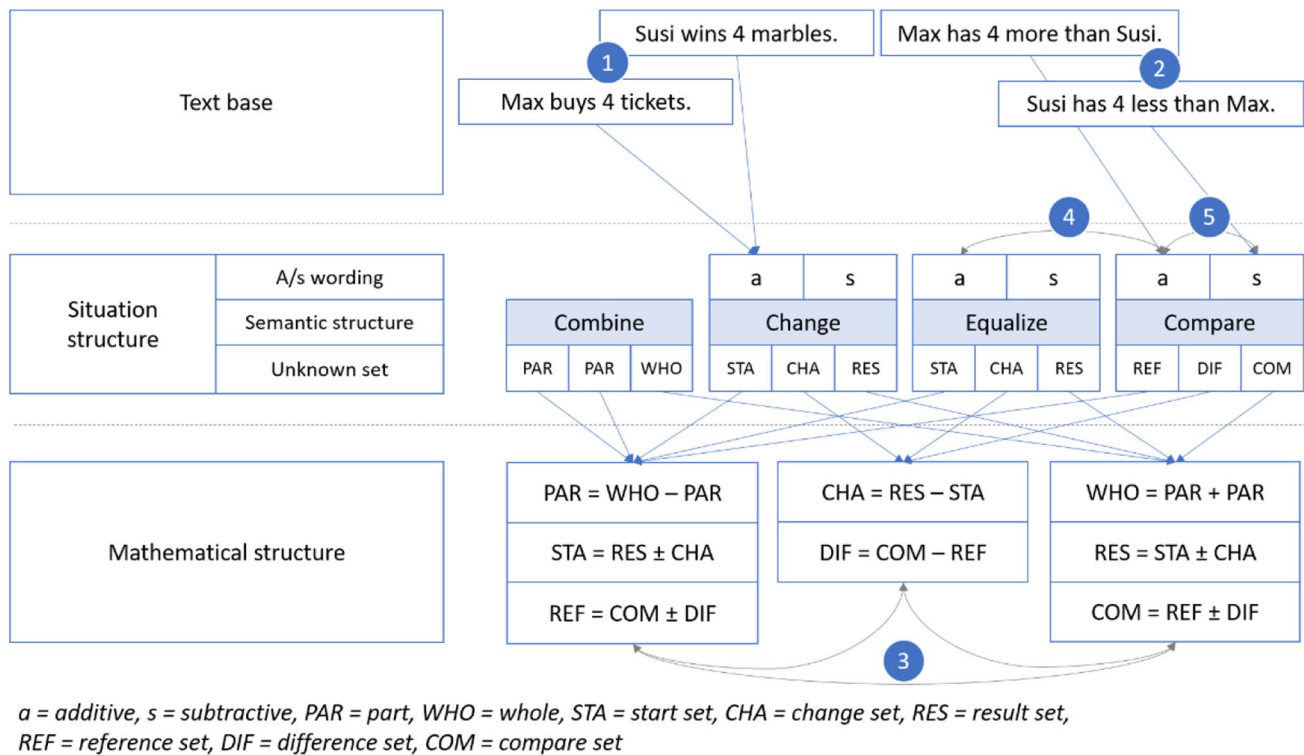 Susi wins 4 marbles.
Max has 4 more than Susi.
1
2
Text base
Max buys 4 tickets.
Susi has 4 less than Max.
4
5
Situation
structure
A/s wording
Semantic structure
Unknown set
a
s
a
s
a
s
Combine
Change
Equalize
Compare
PAR
PAR
WHO
STA
CHA
RES
STA
CHA
RES
REF
DIF
COM
Mathematical structure
PAR = WHO – PAR
STA = RES ± CHA
REF = COM ± DIF
CHA = RES – STA
DIF = COM – REF
WHO = PAR + PAR
RES = STA ± CHA
COM = REF ± DIF
3
a = additive, s = subtractive, PAR = part, WHO = whole, STA = start set, CHA = change set, RES = result set,
REF = reference set, DIF = difference set, COM = compare set